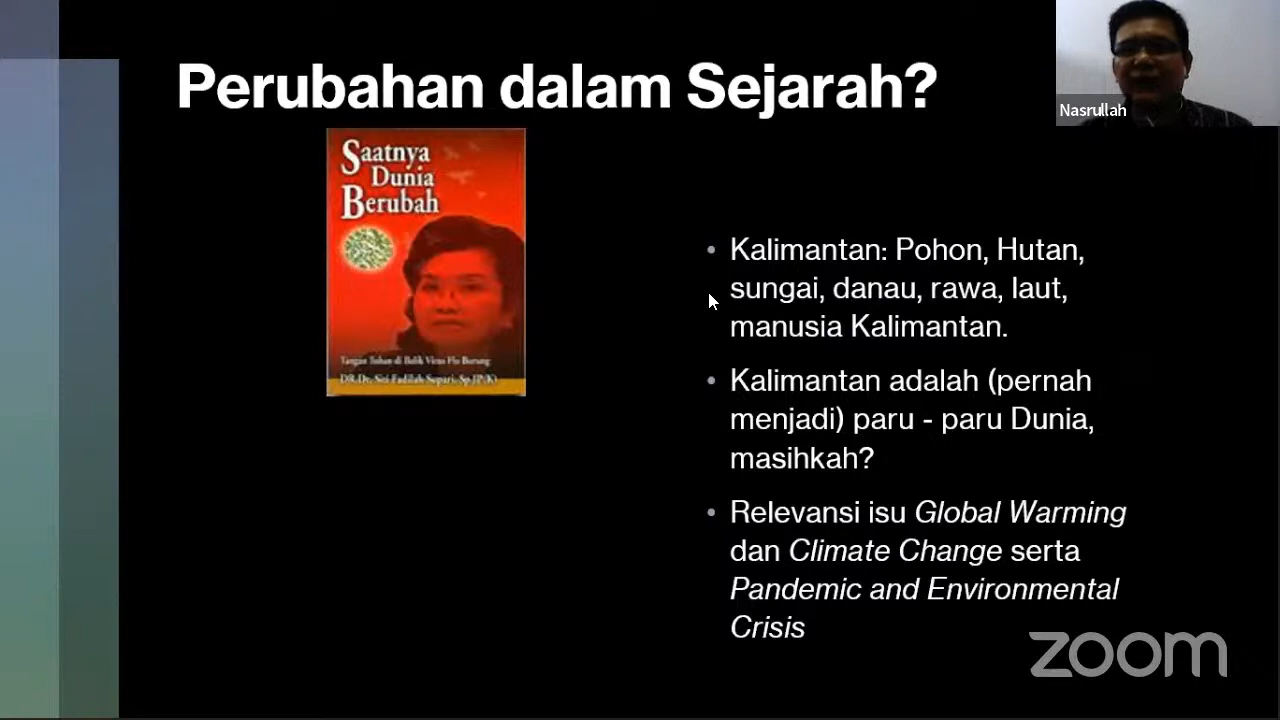 Perubahan dalam Sejarah?
Nasrullah
Saatnya
Dunia
Berubah
Tangan Tuhan di Balik Virus Flu Burung
DR.Dr. Siti Fadilah Supari, Sp.JP(K)
• Kalimantan: Pohon, Hutan,
sungai, danau, rawa, laut,
manusia Kalimantan.
• Kalimantan adalah (pernah
menjadi) paru - paru Dunia,
masihkah?
• Relevansi isu Global Warming
dan Climate Change serta
Pandemic and Environmental
Crisis
zoom